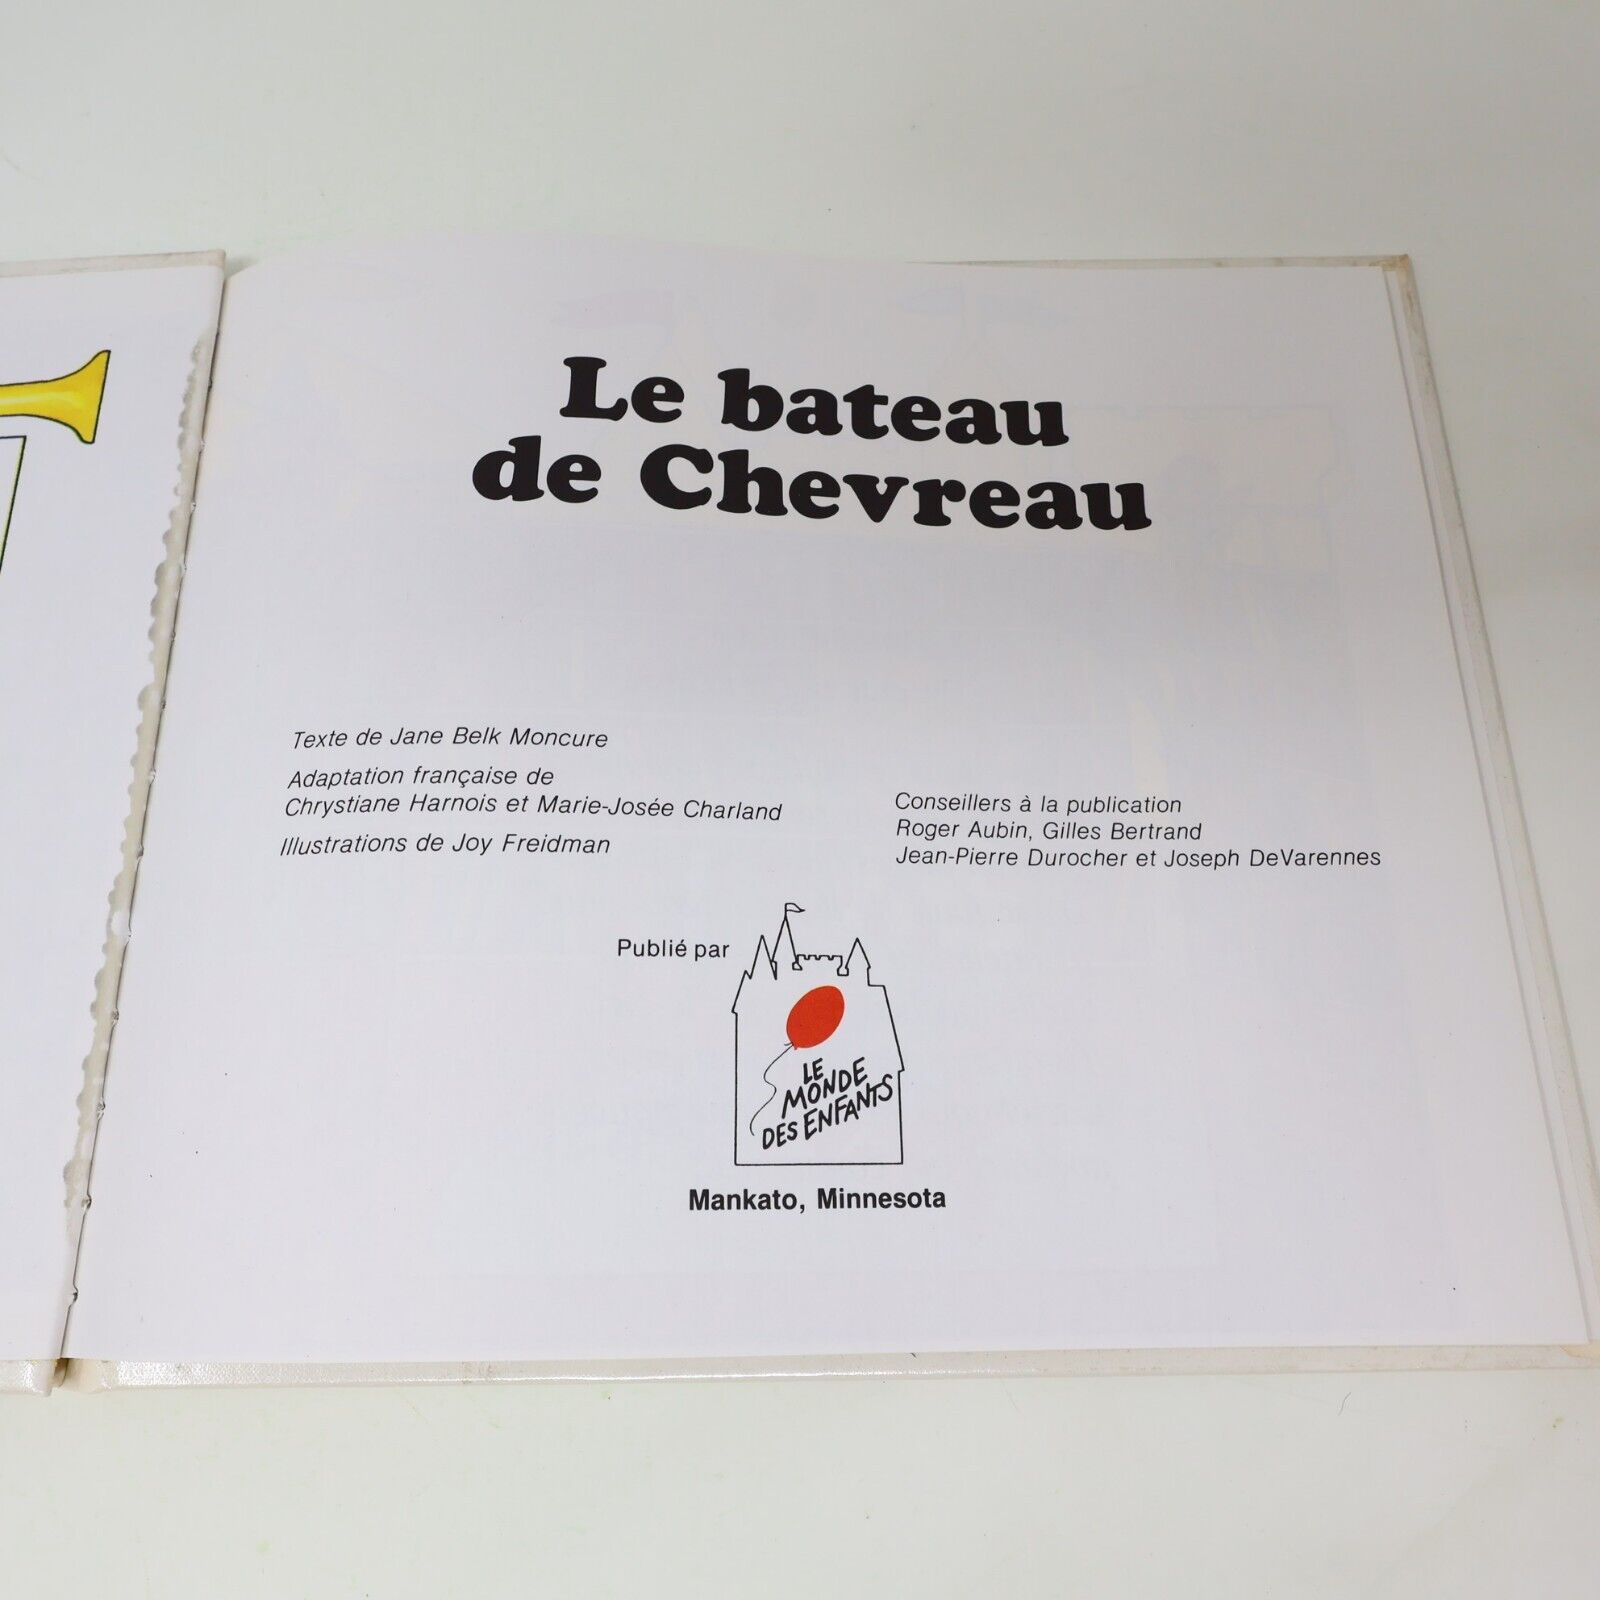 Le bateau
de Chevreau
Texte de Jane Belk Moncure
Adaptation française de
Chrystiane Harnois et Marie-Josée Charland
Illustrations de Joy Freidman
Conseillers à la publication
Roger Aubin, Gilles Bertrand
Jean-Pierre Durocher et Joseph DeVarennes
Publié par
LE
MONDE
DES ENFANTS
Mankato, Minnesota